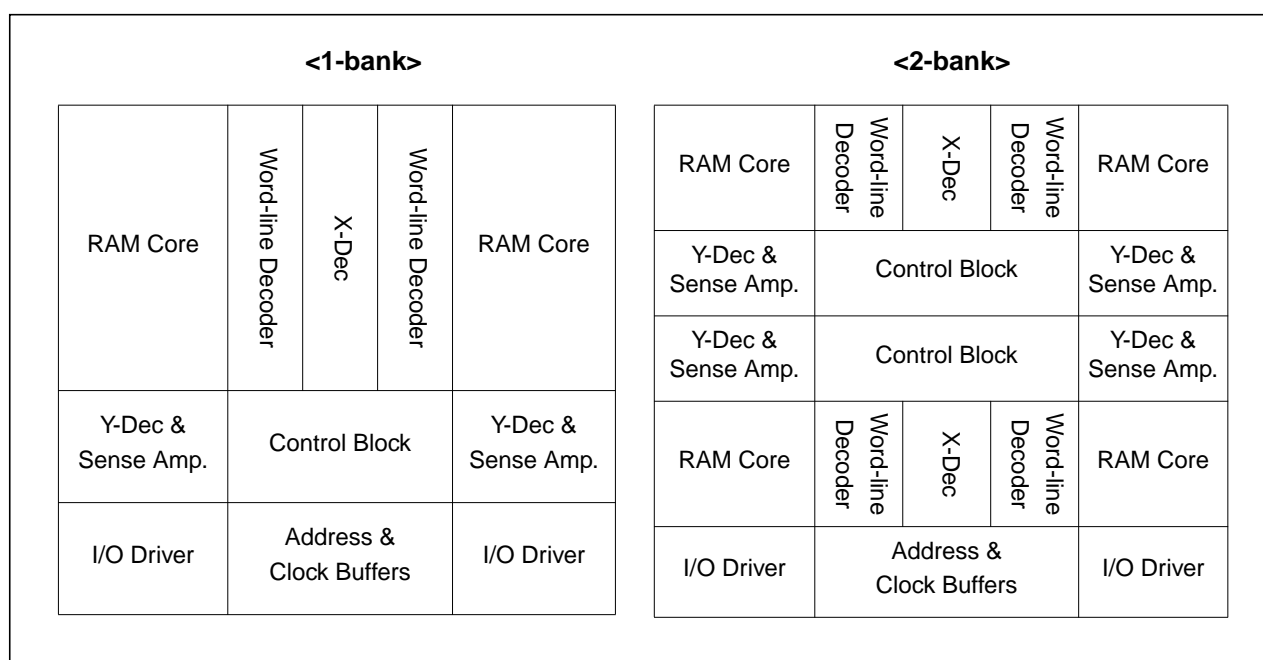 <1-bank>
RAM Core
Word-line Decoder
X-Dec
Word-line Decoder
RAM Core
Y-Dec &
Sense Amp.
Control Block
Y-Dec &
Sense Amp.
I/O Driver
Address &
Clock Buffers
I/O Driver
<2-bank>
RAM Core
Word-line
Decoder
X-Dec
Word-line
Decoder
RAM Core
Y-Dec &
Sense Amp.
Control Block
Y-Dec &
Sense Amp.
Y-Dec &
Sense Amp.
Control Block
Y-Dec &
Sense Amp.
RAM Core
Word-line
Decoder
X-Dec
Word-line
Decoder
RAM Core
I/O Driver
Address &
Clock Buffers
I/O Driver